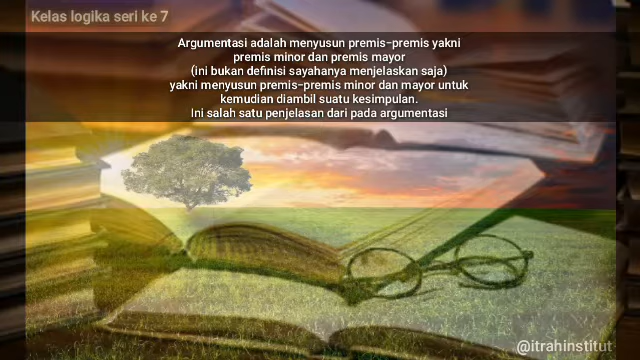 Kelas logika seri ke 7
Argumentasi adalah menyusun premis-premis yakni
premis minor dan premis mayor
(ini bukan definisi sayahanya menjelaskan saja)
yakni menyusun premis-premis minor dan mayor untuk
kemudian diambil suatu kesimpulan.
Ini salah satu penjelasan dari pada argumentasi
@itrahinstitut